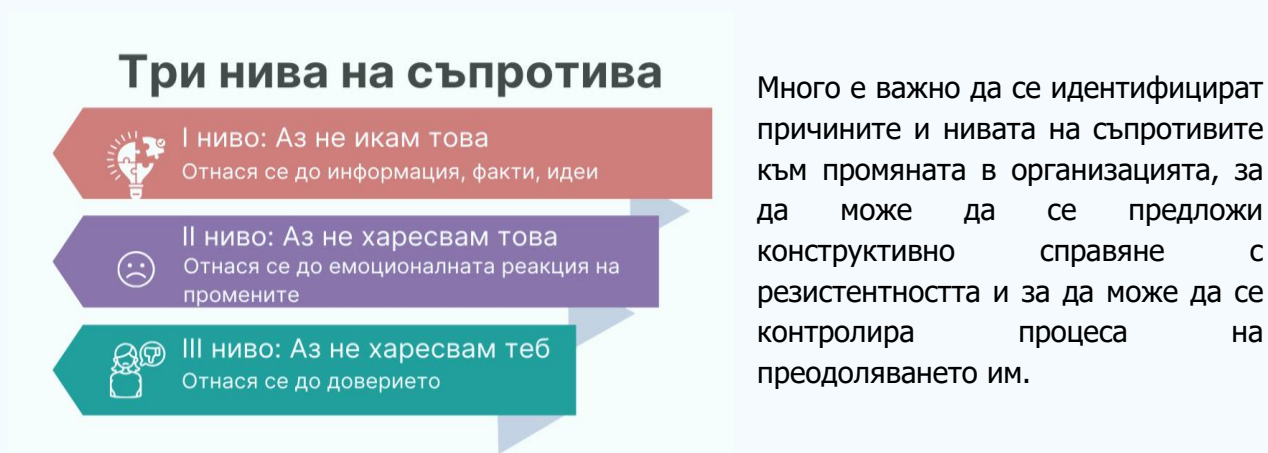 Три нива на съпротива
I ниво: Аз не икам това
Отнася се до информация, факти, идеи
II ниво: Аз не харесвам това
Отнася се до емоционалната реакция на
промените
III ниво: Аз не харесвам теб
Отнася се до доверието
Много е важно да се идентифицират
причините и нивата на съпротивите
към промяната в организацията, за
да може да се предложи
конструктивно справяне с
резистентността и за да може да се
контролира процеса на
преодоляването им.